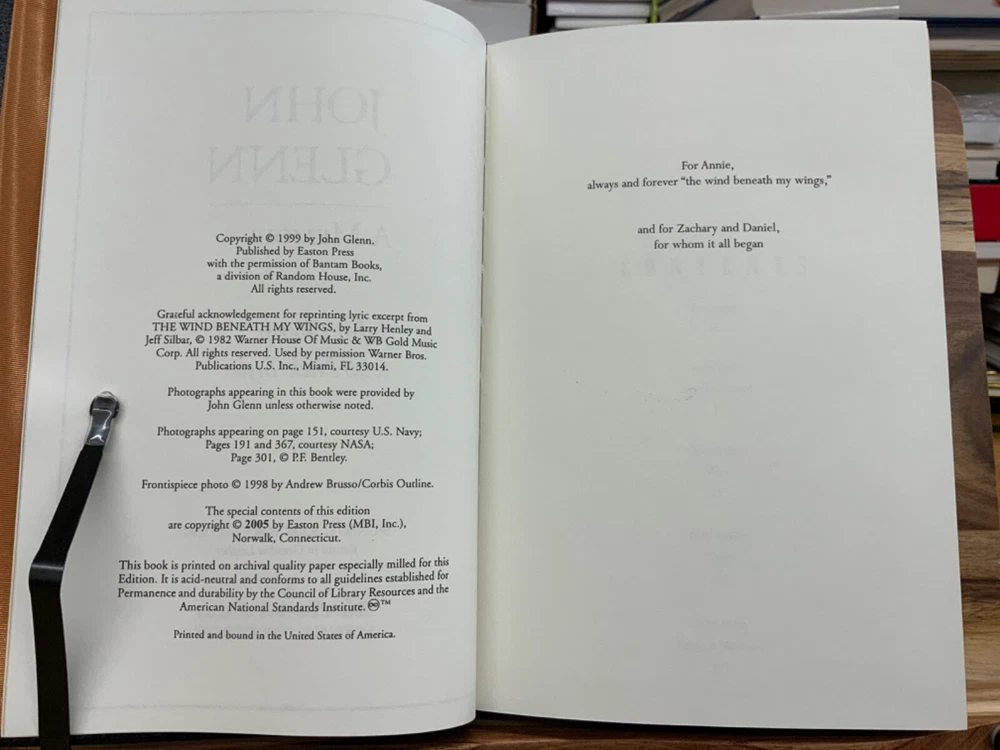 JOHN
GLENN
Copyright © 1999 by John Glenn.
Published by Easton Press
with the permission of Bantam Books,
a division of Random House, Inc.
All rights reserved.
Grateful acknowledgement for reprinting lyric excerpt from
THE WIND BENEATH MY WINGS, by Larry Henley and
Jeff Silbar, © 1982 Warner House Of Music & WB Gold Music
Corp. All rights reserved. Used by permission Warner Bros.
Publications U.S. Inc., Miami, FL 33014.
Photographs appearing in this book were provided by
John Glenn unless otherwise noted.
Photographs appearing on page 151, courtesy U.S. Navy;
Pages 191 and 367, courtesy NASA;
Page 301, © P.F. Bentley.
Frontispiece photo © 1998 by Andrew Brusso/Corbis Outline.
The special contents of this edition
are copyright © 2005 by Easton Press (MBI, Inc.),
Norwalk, Connecticut.
This book is printed on archival quality paper especially milled for this
Edition. It is acid-neutral and conforms to all guidelines established for
Permanence and durability by the Council of Library Resources and the
American National Standards Institute. ♾™
Printed and bound in the United States of America.
For Annie,
always and forever “the wind beneath my wings,”
and for Zachary and Daniel,
for whom it all began